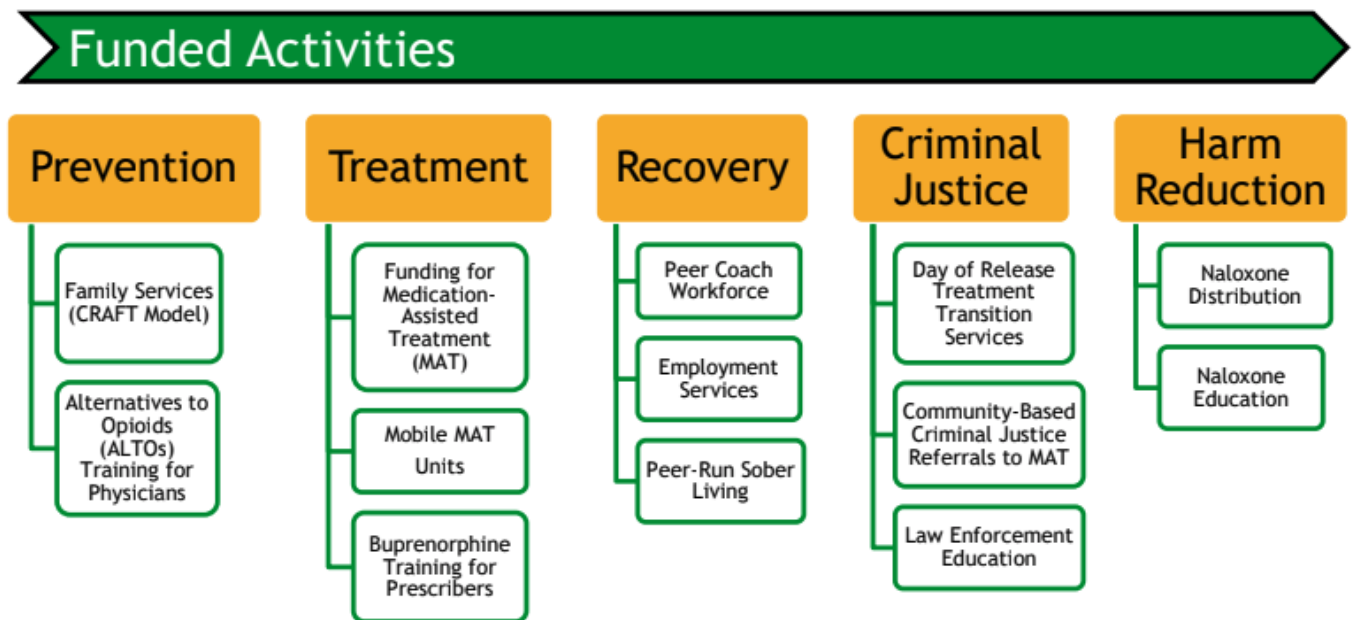 Funded Activities
Prevention
Family Services
(CRAFT Model)
Alternatives to
Opioids
(ALTOs)
Training for
Physicians
Treatment
Funding for
Medication-
Assisted
Treatment
(MAT)
Mobile MAT
Units
Buprenorphine
Training for
Prescribers
Recovery
Peer Coach
Workforce
Employment
Services
Peer-Run Sober
Living
Criminal
Justice
Day of Release
Treatment
Transition
Services
Community-Based
Criminal Justice
Referrals to MAT
Law Enforcement
Education
Harm
Reduction
Naloxone
Distribution
Naloxone
Education